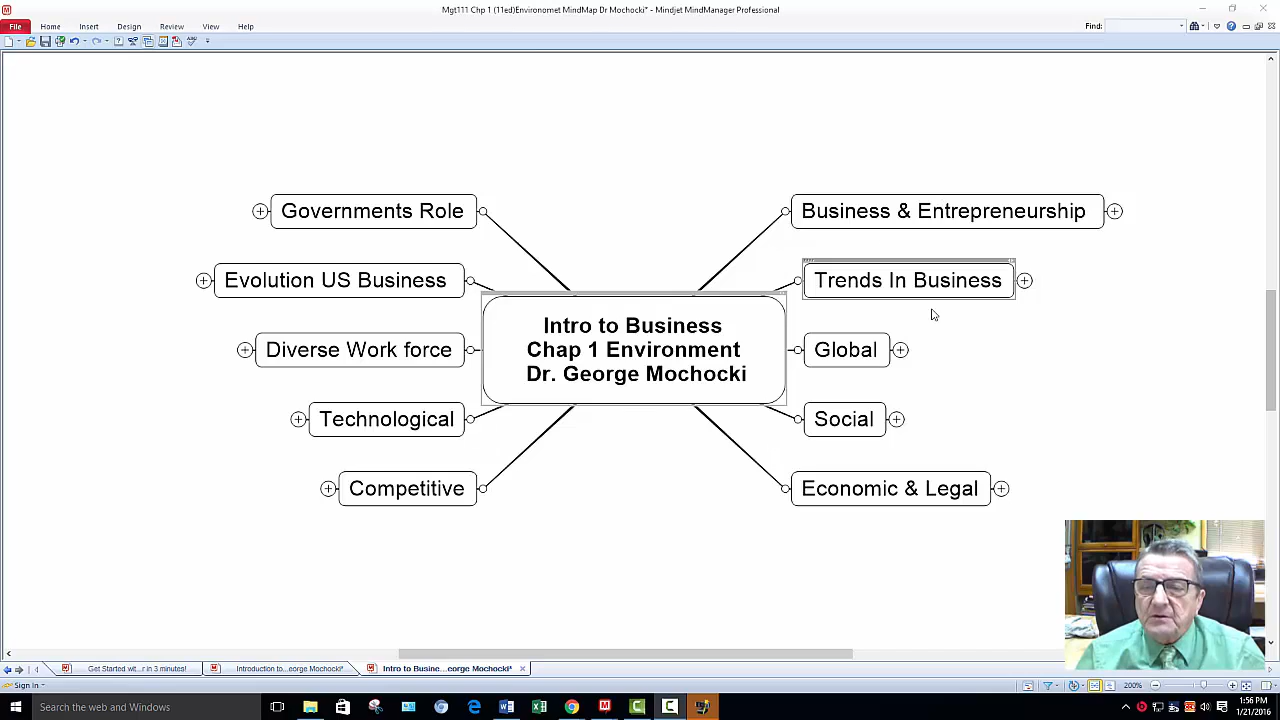 Mgt111 Chp 1 (11ed)Environomet MindMap Dr Mochocki* - Mindjet MindManager Professional
File Home Insert Design Review View Help
Find:
Governments Role
Business & Entrepreneurship
Evolution US Business
Trends In Business
Intro to Business
Chap 1 Environment
Dr. George Mochocki
Diverse Work force
Global
Technological
Social
Competitive
Economic & Legal
Get Started wit...r in 3 minutes!
Introduction to...eorge Mochocki*
Intro to Busine...eorge Mochocki*
Sign In
200%
Search the web and Windows
1:56 PM
1/21/2016